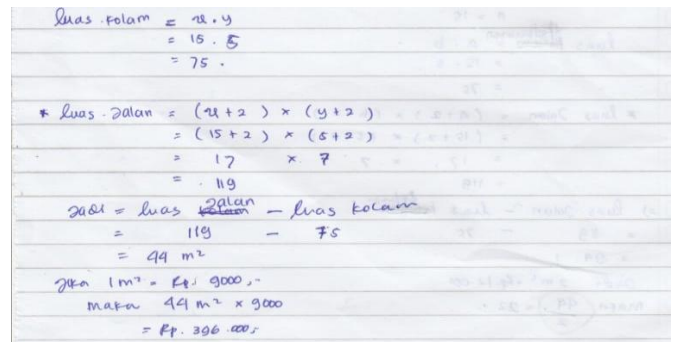 luas kolam = x . y
= 15 . 5
= 75 .
* luas jalan = (x+2) x (y+2)
= (15+2) x (5+2)
= 17 x 7
= 119
Jadi = luas jalan - luas kolam
= 119 - 75
= 44 m²
Jika 1 m² = Rp. 9000,-
maka 44 m² x 9000
= Rp. 396.000,-